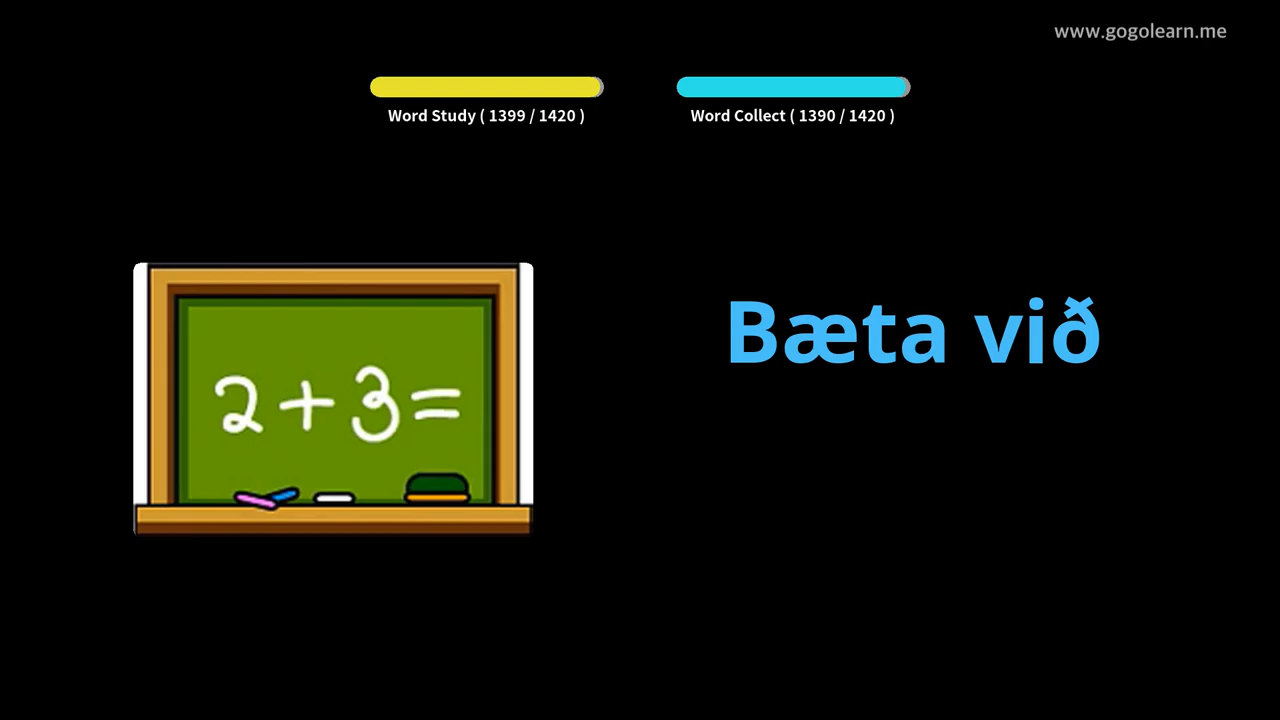 www.gogolearn.me
Word Study ( 1399 / 1420 )
Word Collect ( 1390 / 1420 )
Bæta við
2 + 3 =